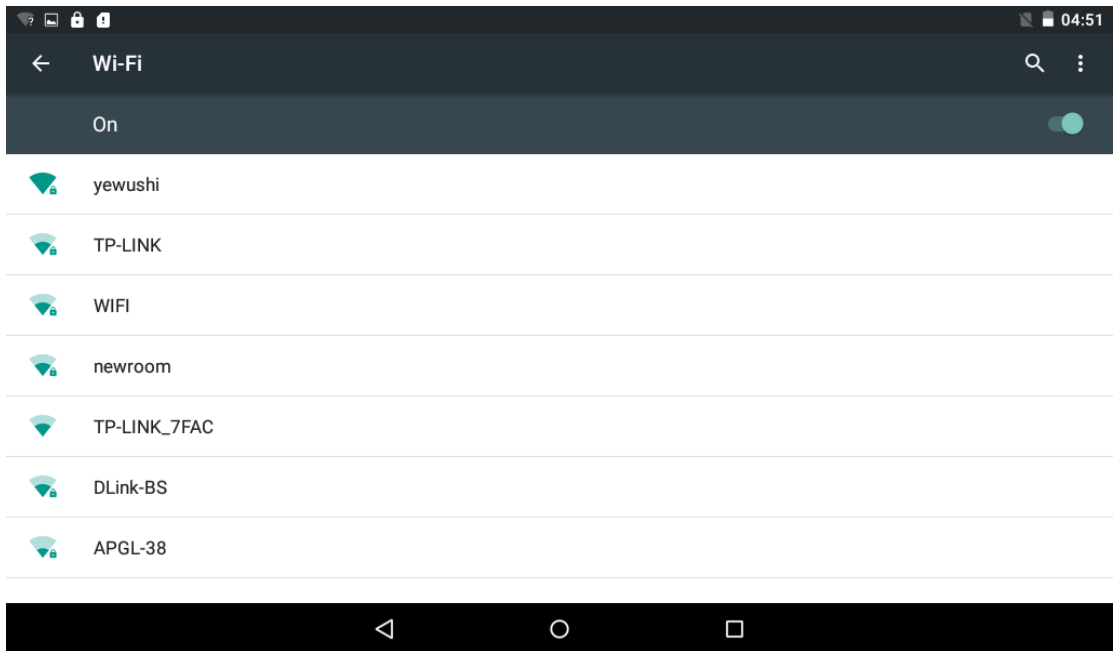 04:51
Wi-Fi
On
yewushi
TP-LINK
WIFI
newroom
TP-LINK_7FAC
DLink-BS
APGL-38